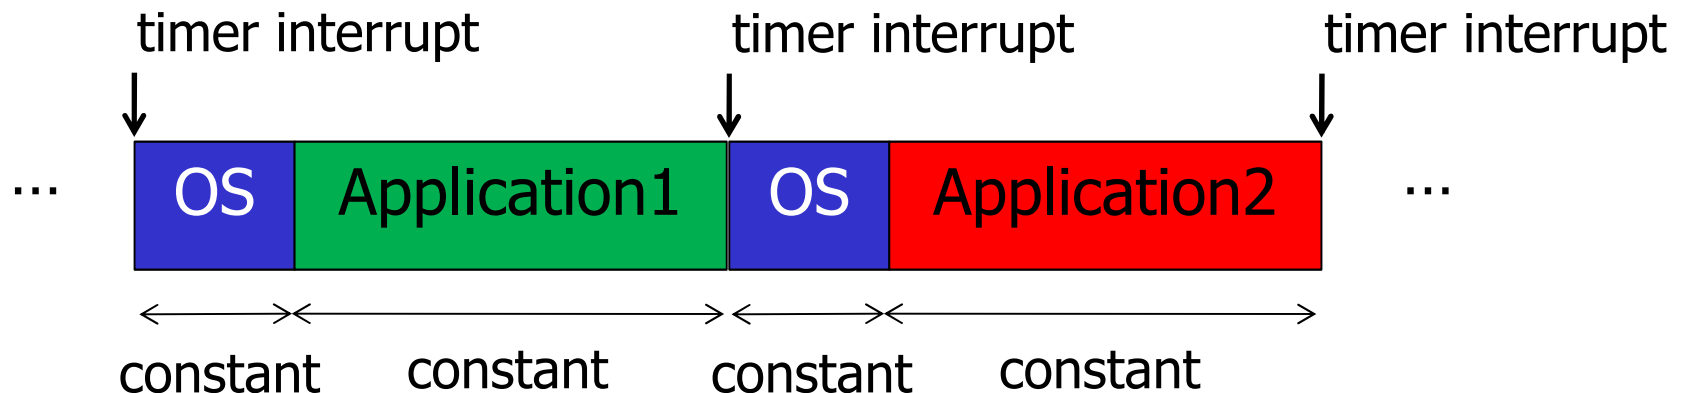 timer interrupt timer interrupt timer interrupt
... OS Application1 OS Application2 ...
constant constant constant constant